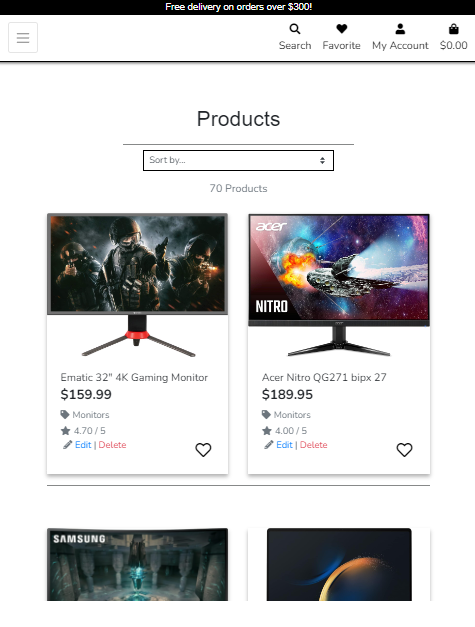 Free delivery on orders over $300!
Search Favorite My Account $0.00
Products
Sort by...
70 Products
acer
NITRO
Ematic 32" 4K Gaming Monitor
$159.99
Monitors
4.70 / 5
Edit | Delete
Acer Nitro QG271 bipx 27
$189.95
Monitors
4.00 / 5
Edit | Delete
SAMSUNG